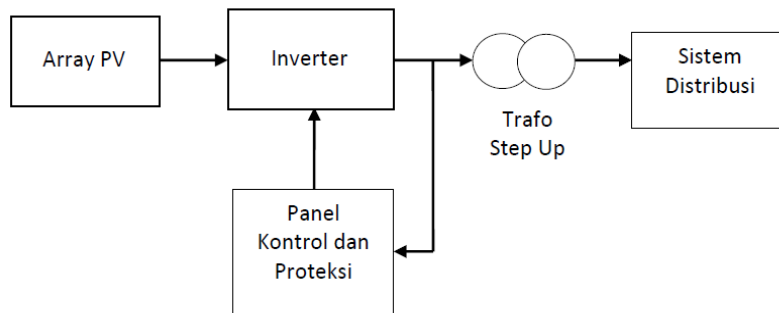 Array PV
Inverter
Sistem
Distribusi
Trafo
Step Up
Panel
Kontrol dan
Proteksi